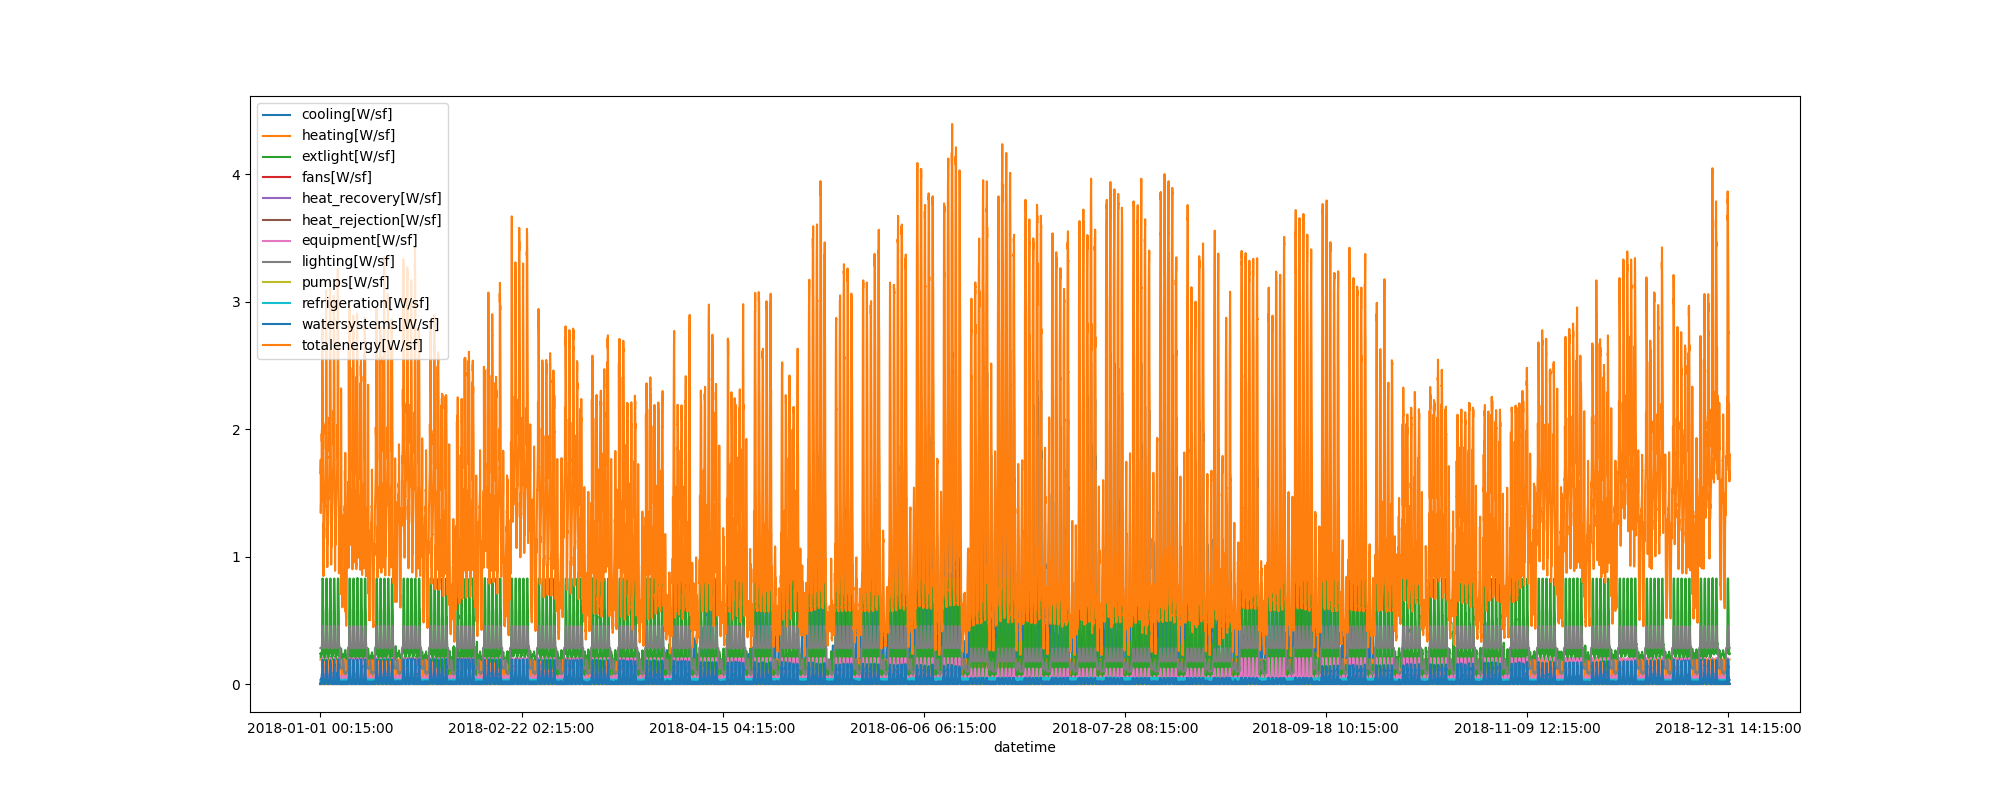 cooling[W/sf]
heating[W/sf]
extlight[W/sf]
fans[W/sf]
heat_recovery[W/sf]
heat_rejection[W/sf]
equipment[W/sf]
lighting[W/sf]
pumps[W/sf]
refrigeration[W/sf]
watersystems[W/sf]
totalenergy[W/sf]
4
3
2
1
0
2018-01-01 00:15:00 2018-02-22 02:15:00 2018-04-15 04:15:00 2018-06-06 06:15:00 2018-07-28 08:15:00 2018-09-18 10:15:00 2018-11-09 12:15:00 2018-12-31 14:15:00
datetime